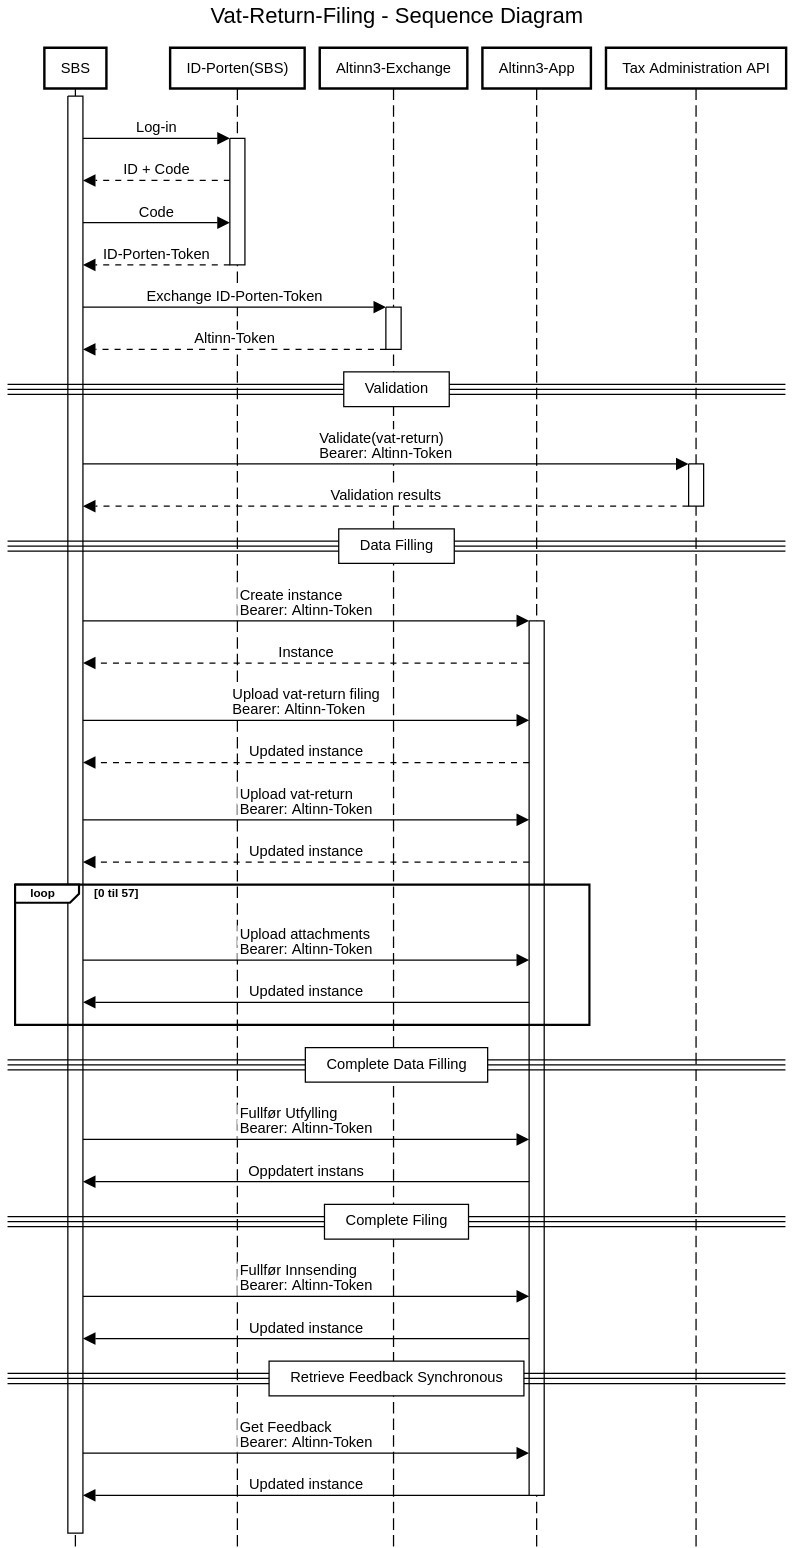 Vat-Return-Filing - Sequence Diagram
SBS
ID-Porten(SBS)
Altinn3-Exchange
Altinn3-App
Tax Administration API
Log-in
ID + Code
Code
ID-Porten-Token
Exchange ID-Porten-Token
Altinn-Token
Validation
Validate(vat-return)
Bearer: Altinn-Token
Validation results
Data Filling
Create instance
Bearer: Altinn-Token
Instance
Upload vat-return filing
Bearer: Altinn-Token
Updated instance
Upload vat-return
Bearer: Altinn-Token
Updated instance
loop [0 til 57]
Upload attachments
Bearer: Altinn-Token
Updated instance
Complete Data Filling
Fullfør Utfylling
Bearer: Altinn-Token
Oppdatert instans
Complete Filing
Fullfør Innsending
Bearer: Altinn-Token
Updated instance
Retrieve Feedback Synchronous
Get Feedback
Bearer: Altinn-Token
Updated instance